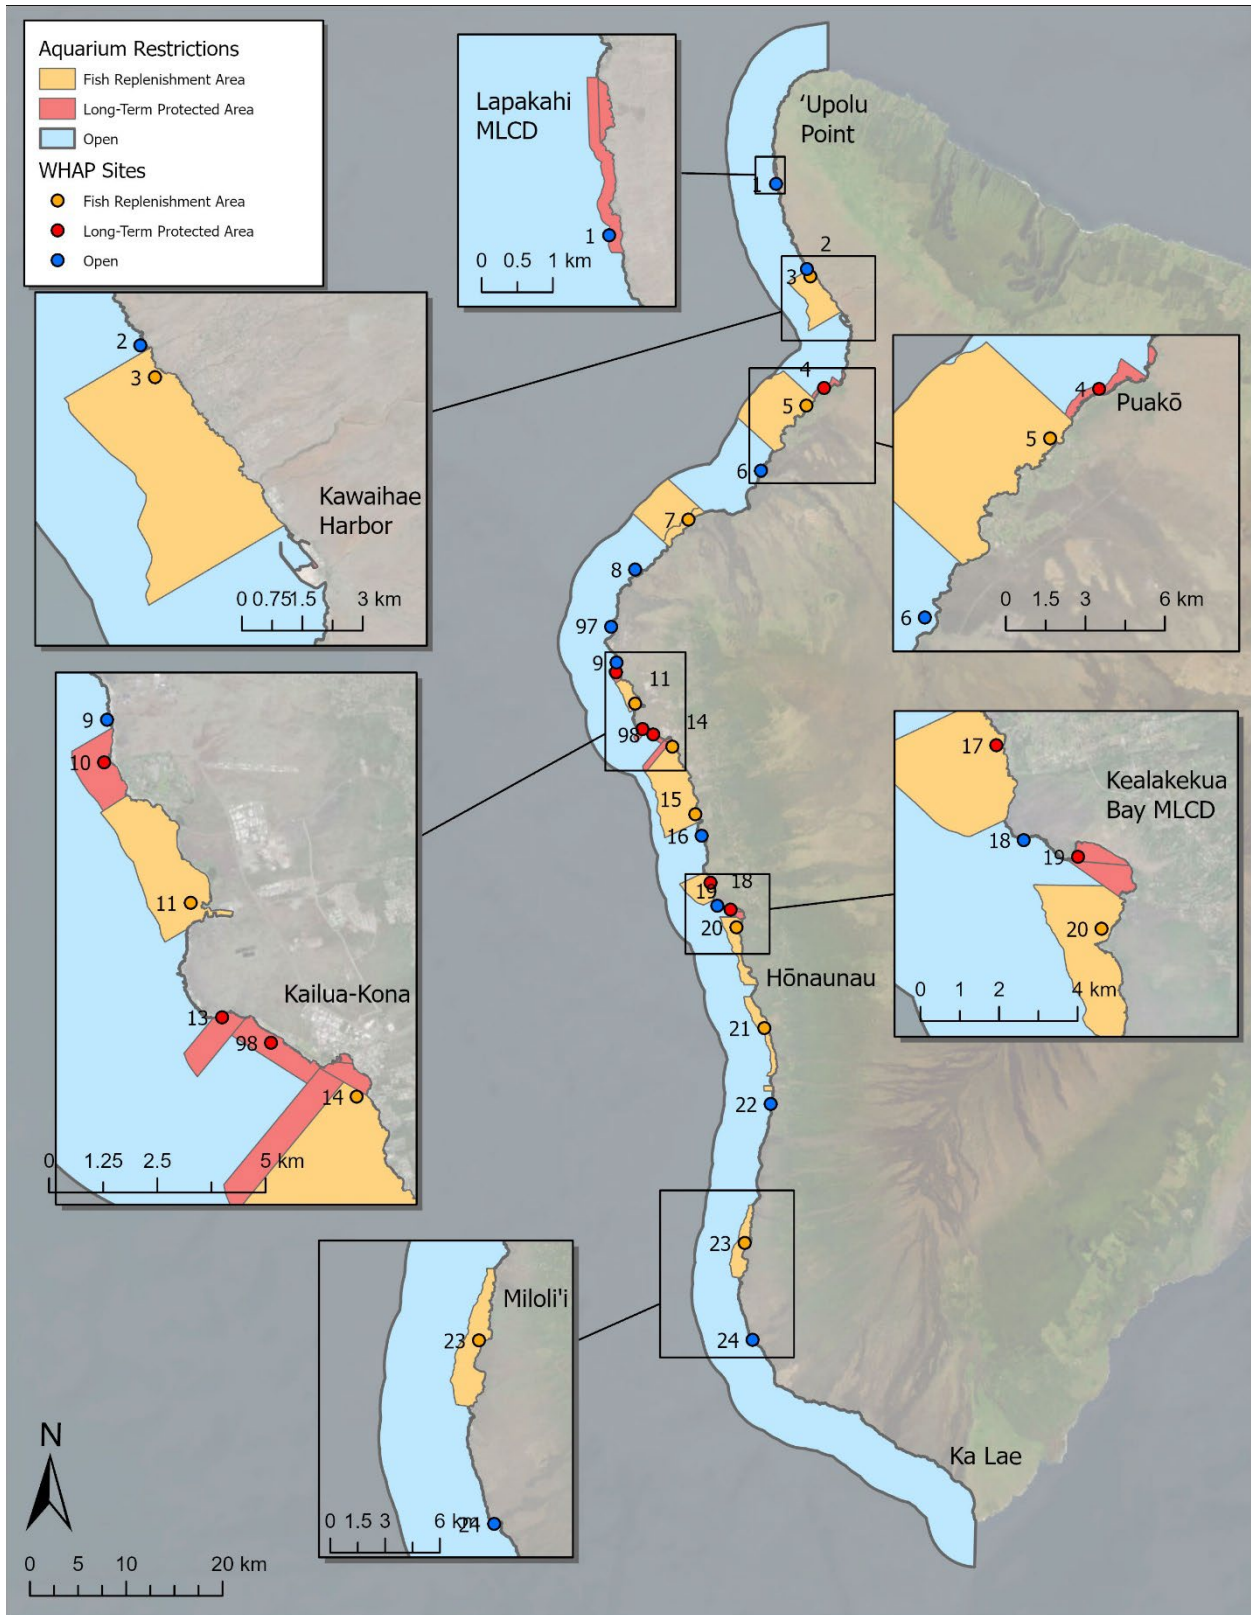 Aquarium Restrictions
Fish Replenishment Area
Long-Term Protected Area
Open
WHAP Sites
Fish Replenishment Area
Long-Term Protected Area
Open
Lapakahi
MLCD
1
0 0.5 1 km
ʻUpolu
Point
1
2
3
4
5
6
7
8
97
9
11
98
14
15
16
18
19
20
Hōnaunau
21
22
23
24
Ka Lae
2
3
Kawaihae
Harbor
0 0.75 1.5 3 km
4
Puakō
5
6
0 1.5 3 6 km
9
10
11
Kailua-Kona
13
98
14
0 1.25 2.5 5 km
17
Kealakekua
Bay MLCD
18
19
20
0 1 2 4 km
Miloli'i
23
0 1.5 3 6 km
24
N
0 5 10 20 km